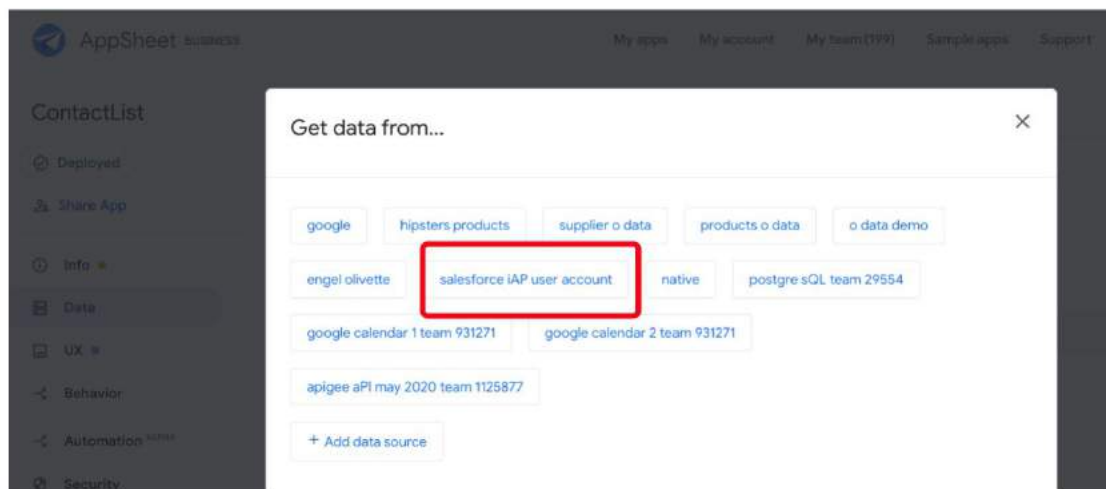 AppSheet BUSINESS
My apps My account My team (199) Sample apps Support
ContactList
Deployed
Share App
Info
Data
UX
Behavior
Automation
Security
Get data from...
google hipsters products supplier o data products o data o data demo
engel olivette salesforce iAP user account native postgre sQL team 29554
google calendar 1 team 931271 google calendar 2 team 931271
apigee aPI may 2020 team 1125877
+ Add data source